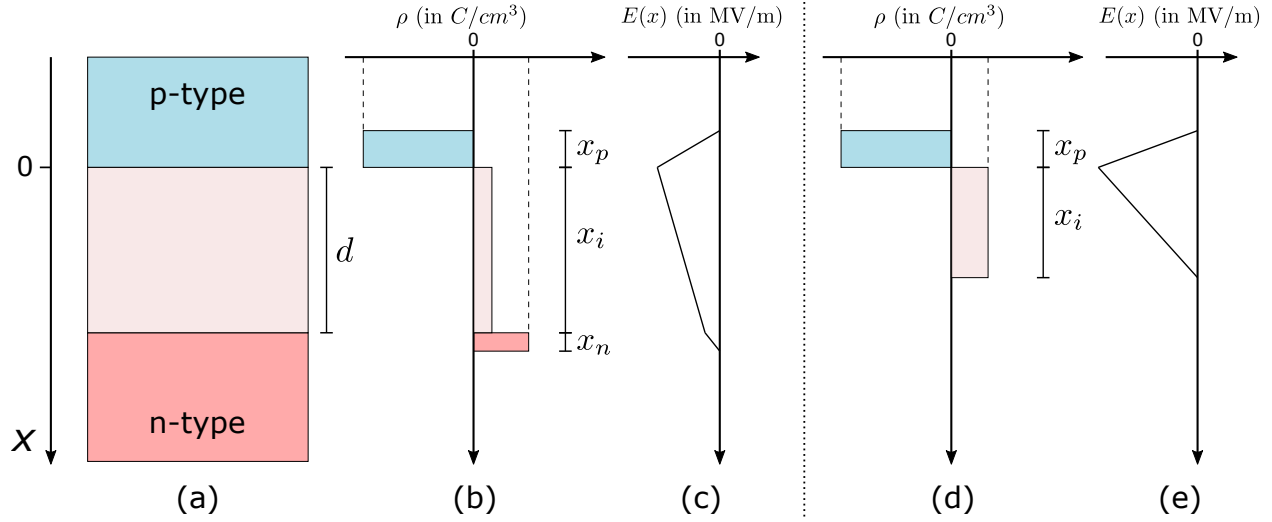 ρ (in C/cm³)
E(x) (in MV/m)
ρ (in C/cm³)
E(x) (in MV/m)
0
0
0
0
p-type
x_p
x_p
0
x_i
x_i
d
x_n
n-type
x
(a)
(b)
(c)
(d)
(e)